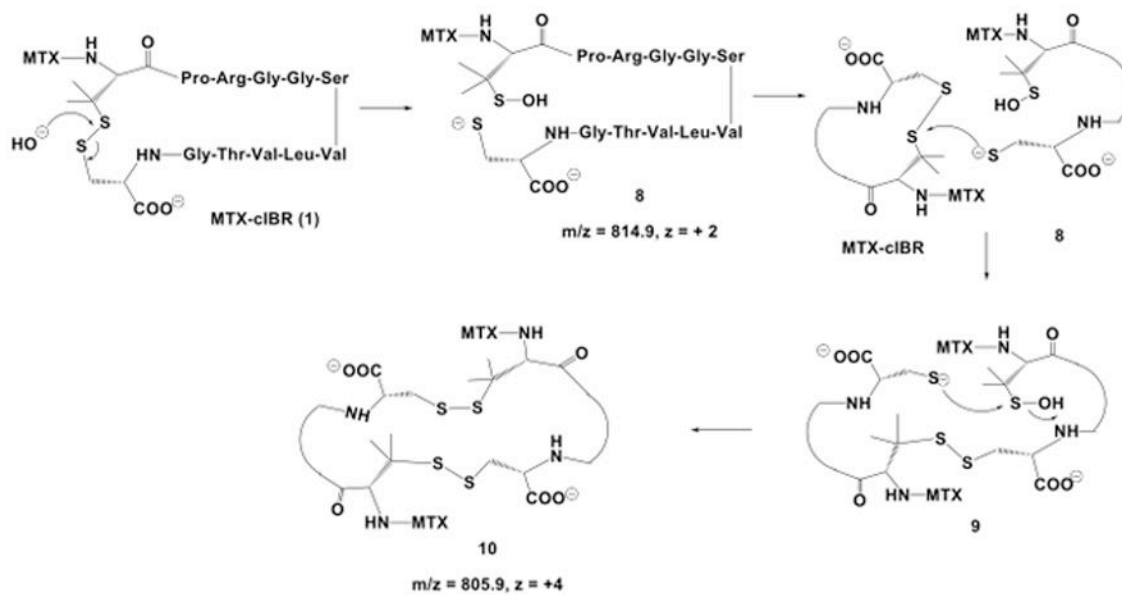 MTX—N
H
O
Pro-Arg-Gly-Gly-Ser
HO⊖
S
S
HN—Gly-Thr-Val-Leu-Val
COO⊖
MTX-cIBR (1)
MTX—N
H
O
Pro-Arg-Gly-Gly-Ser
S—OH
⊖S
NH—Gly-Thr-Val-Leu-Val
COO⊖
8
m/z = 814.9, z = + 2
⊖OOC
NH
S
S
O
N
H
MTX
MTX-cIBR
H
MTX—N
O
S
HO
⊖S
H
N
COO⊖
8
MTX—NH
O
⊖OOC
NH
S—S
H
N
S—S
COO⊖
O
HN—MTX
10
m/z = 805.9, z = +4
⊖OOC
S⊖
NH
H
MTX—N
O
S—OH
NH
S
S
COO⊖
O
HN—MTX
9